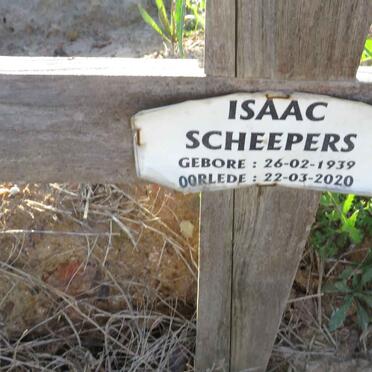 ISAAC
SCHEEPERS
GEBORE : 26-02-1939
OORLEDE : 22-03-2020